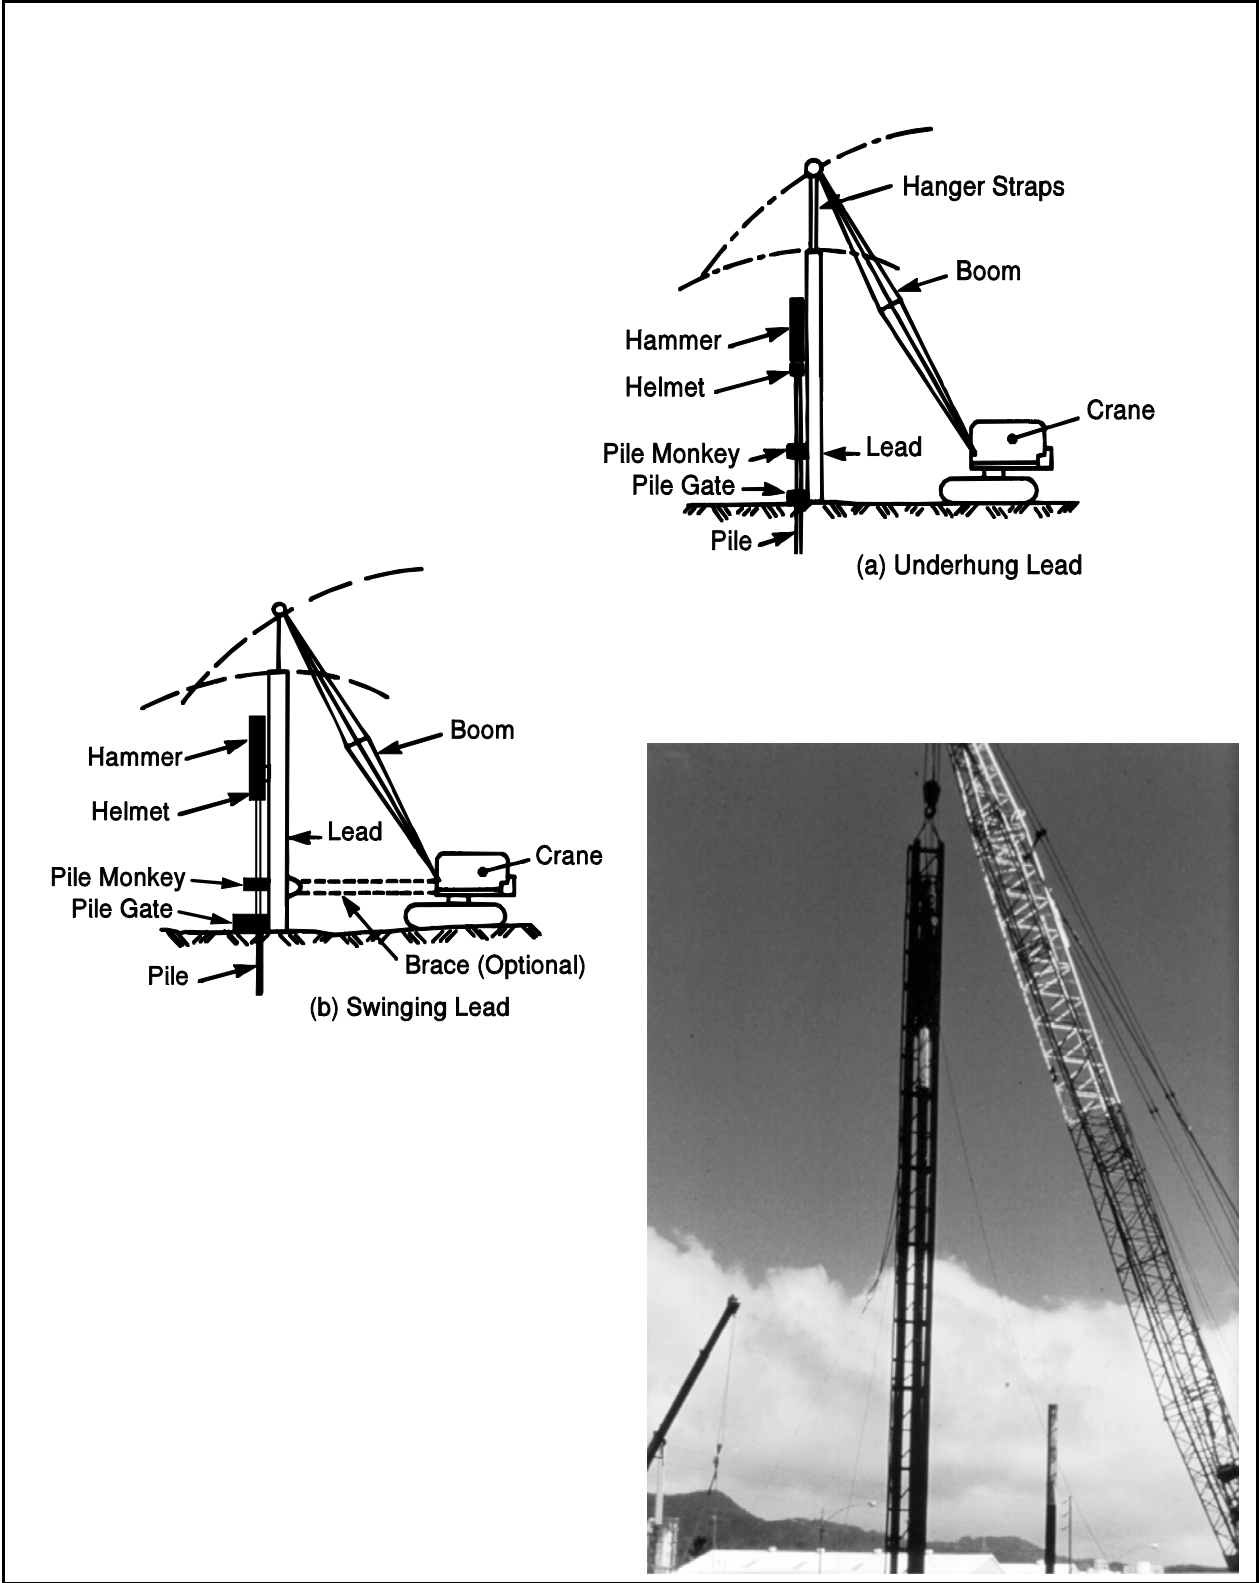 Hanger Straps
Boom
Hammer
Helmet
Crane
Lead
Pile Monkey
Pile Gate
Pile
(a) Underhung Lead
Boom
Hammer
Helmet
Lead
Crane
Pile Monkey
Pile Gate
Brace (Optional)
Pile
(b) Swinging Lead